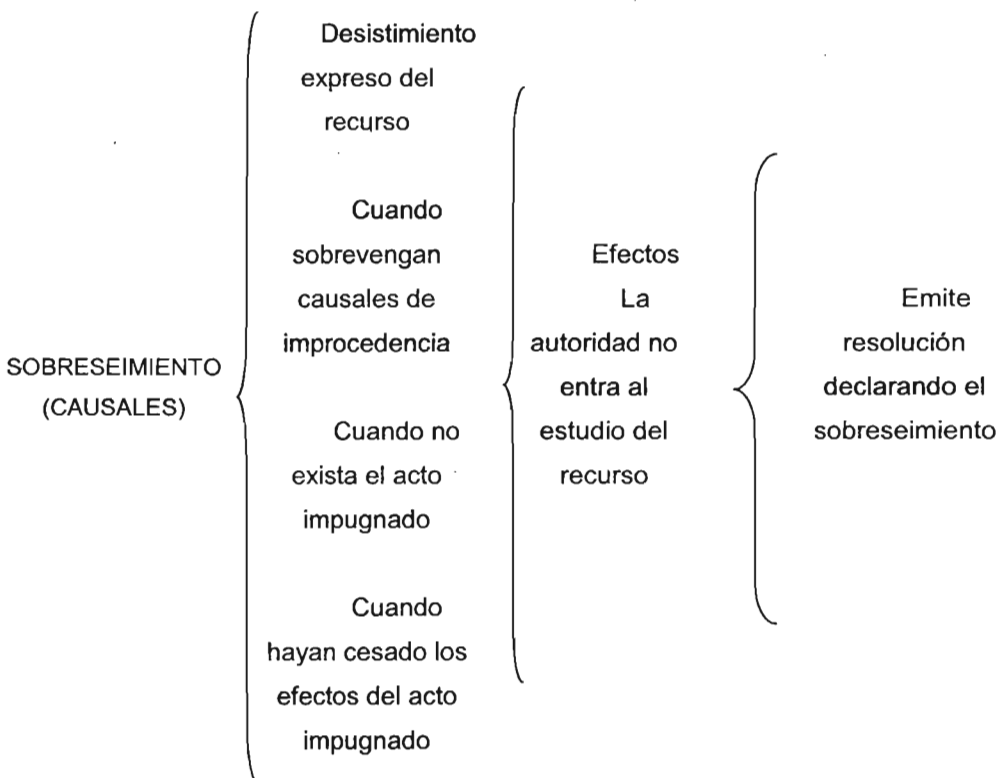 SOBRESEIMIENTO
(CAUSALES)
Desistimiento
expreso del
recurso
Cuando
sobrevengan
causales de
improcedencia
Cuando no
exista el acto
impugnado
Cuando
hayan cesado los
efectos del acto
impugnado
Efectos
La
autoridad no
entra al
estudio del
recurso
Emite
resolución
declarando el
sobreseimiento